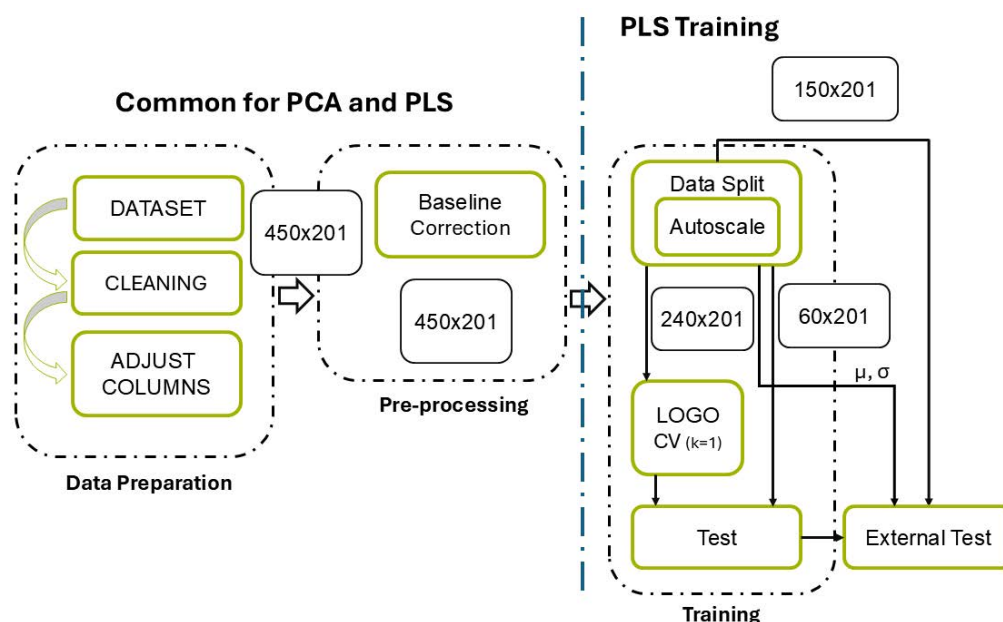 PLS Training
150x201
Common for PCA and PLS
DATASET
CLEANING
ADJUST
COLUMNS
Data Preparation
450x201
Baseline
Correction
450x201
Pre-processing
Data Split
Autoscale
240x201
60x201
μ, σ
LOGO
CV (k=1)
Test
External Test
Training